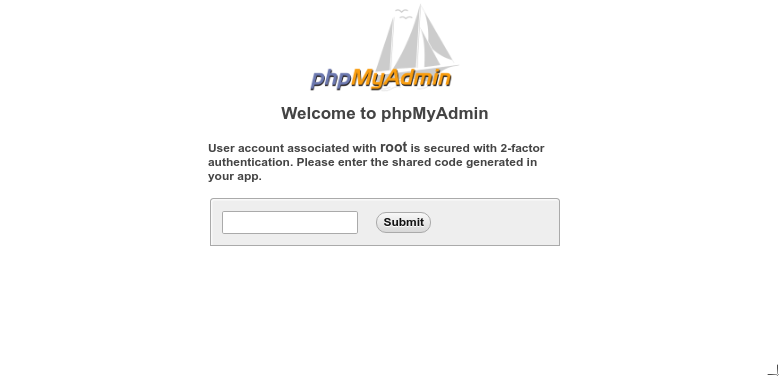 phpMyAdmin
Welcome to phpMyAdmin
User account associated with root is secured with 2-factor
authentication. Please enter the shared code generated in
your app.
Submit